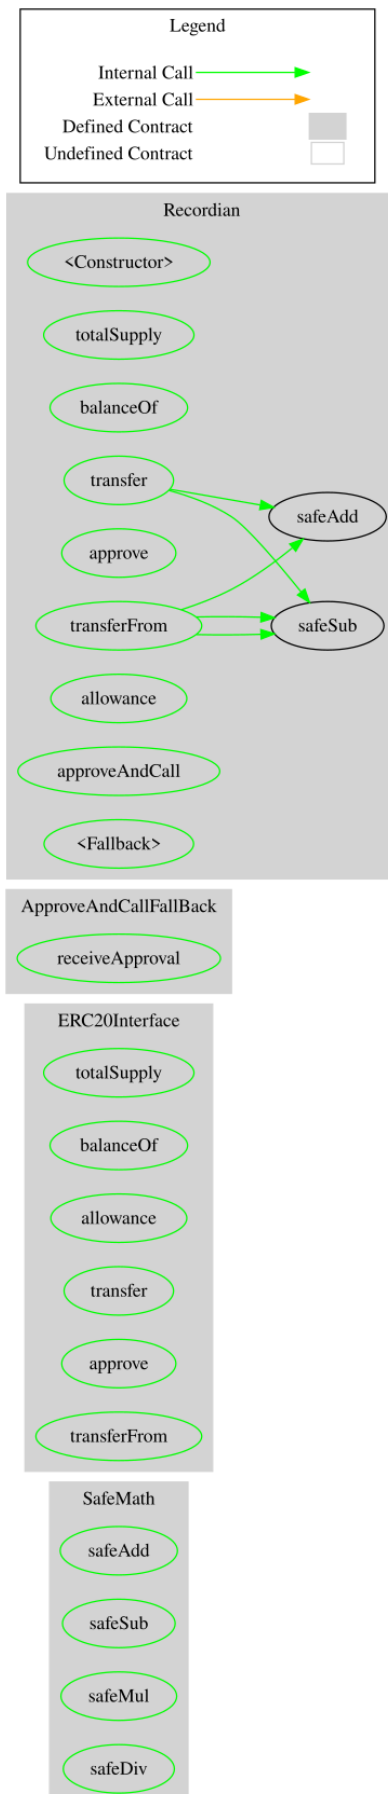 Legend
Internal Call
External Call
Defined Contract
Undefined Contract
Recordian
<Constructor>
totalSupply
balanceOf
transfer
safeAdd
approve
transferFrom
safeSub
allowance
approveAndCall
<Fallback>
ApproveAndCallFallBack
receiveApproval
ERC20Interface
totalSupply
balanceOf
allowance
transfer
approve
transferFrom
SafeMath
safeAdd
safeSub
safeMul
safeDiv